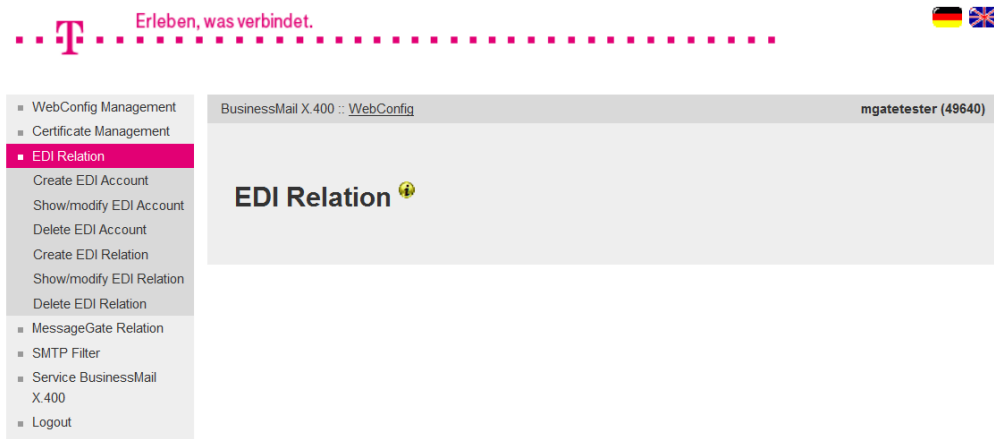 Erleben, was verbindet.
T
WebConfig Management
Certificate Management
EDI Relation
Create EDI Account
Show/modify EDI Account
Delete EDI Account
Create EDI Relation
Show/modify EDI Relation
Delete EDI Relation
MessageGate Relation
SMTP Filter
Service BusinessMail
X.400
Logout
BusinessMail X.400 :: WebConfig
mgatetester (49640)
EDI Relation